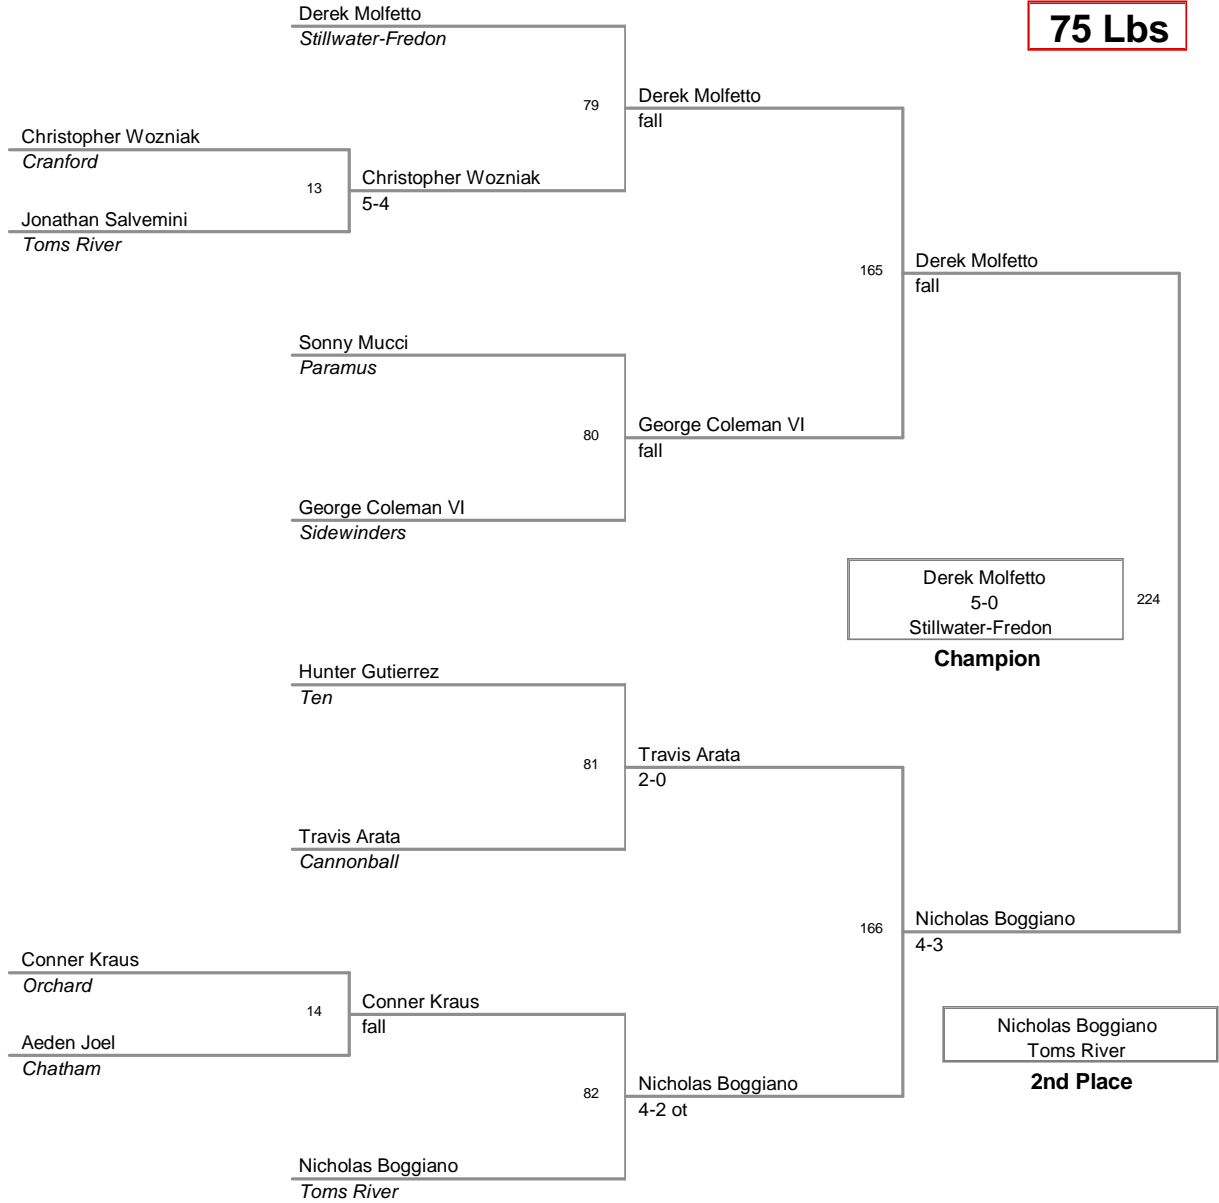 Derek Molfetto
Stillwater-Fredon
75 Lbs
79
Derek Molfetto
fall
Christopher Wozniak
Cranford
13
Christopher Wozniak
5-4
Jonathan Salvemini
Toms River
165
Derek Molfetto
fall
Sonny Mucci
Paramus
80
George Coleman VI
fall
George Coleman VI
Sidewinders
Derek Molfetto
5-0
Stillwater-Fredon
224
Champion
Hunter Gutierrez
Ten
81
Travis Arata
2-0
Travis Arata
Cannonball
166
Nicholas Boggiano
4-3
Conner Kraus
Orchard
14
Conner Kraus
fall
Aeden Joel
Chatham
Nicholas Boggiano
Toms River
2nd Place
82
Nicholas Boggiano
4-2 ot
Nicholas Boggiano
Toms River